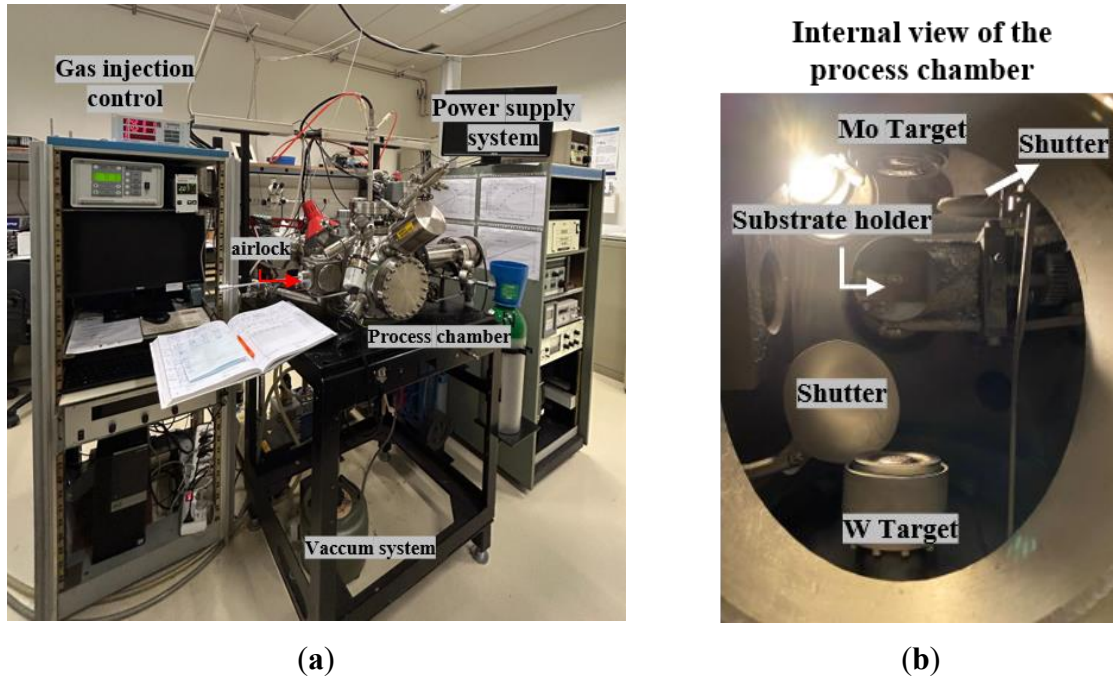 Gas injection
control
Power supply
system
airlock
Process chamber
Vaccum system
(a)
Internal view of the
process chamber
Mo Target
Shutter
Substrate holder
Shutter
W Target
(b)